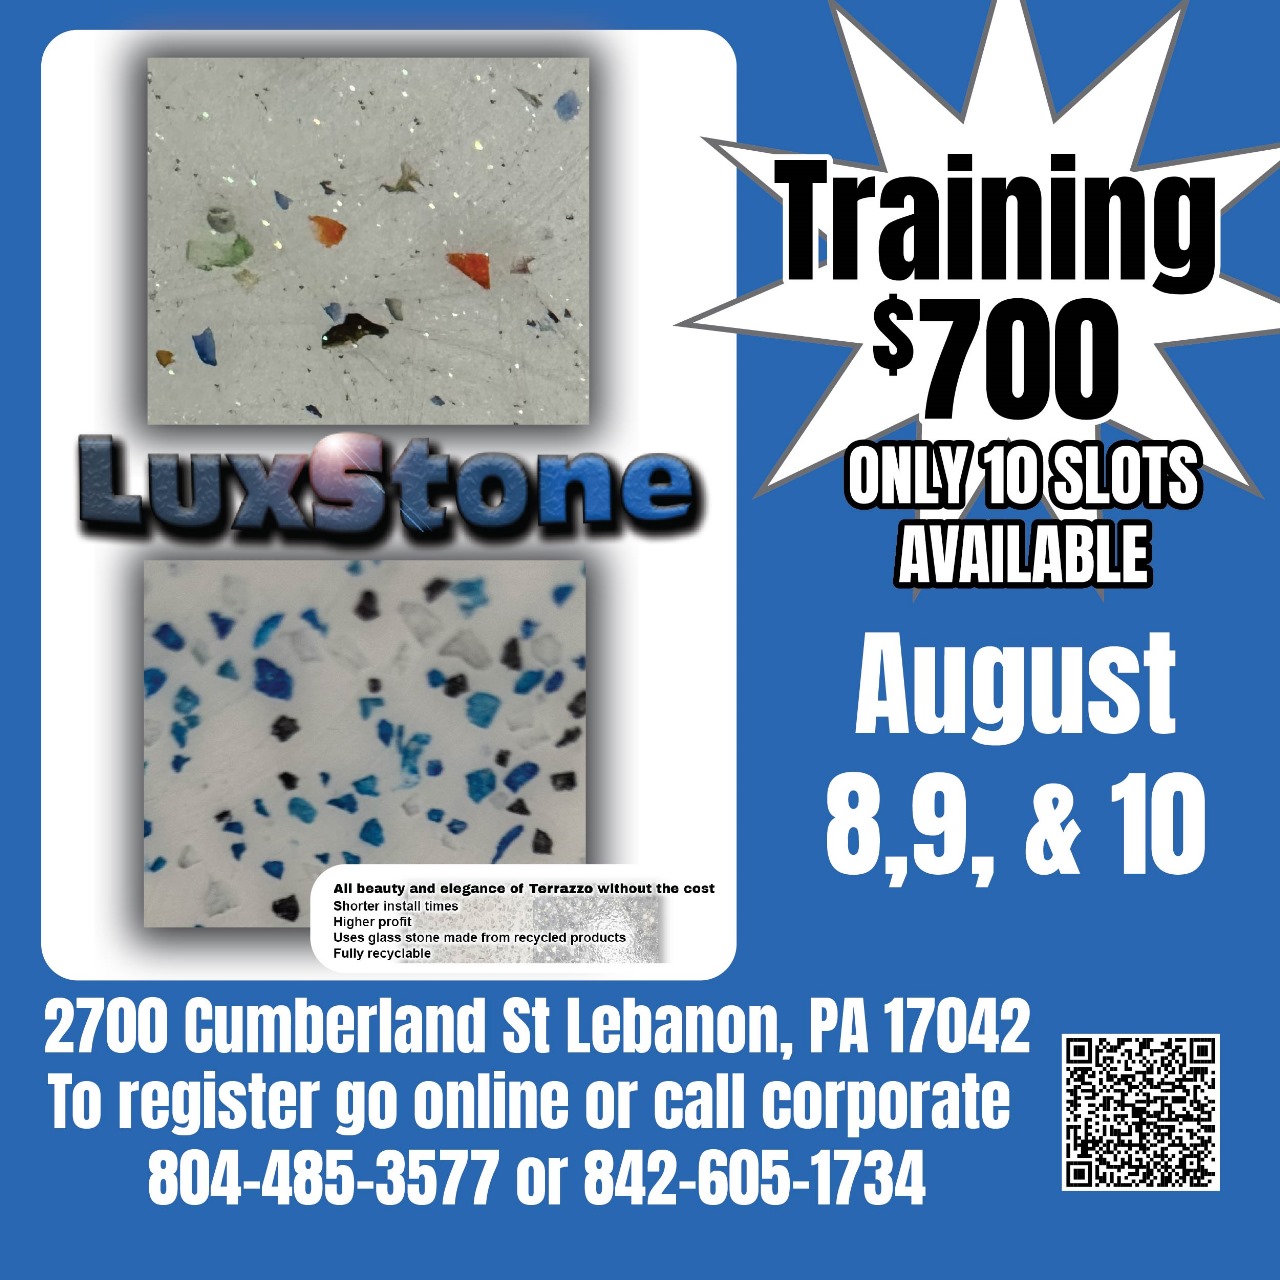 Training
$700
ONLY 10 SLOTS
AVAILABLE
LuxStone
August
8,9, & 10
All beauty and elegance of Terrazzo without the cost
Shorter install times
Higher profit
Uses glass stone made from recycled products
Fully recyclable
2700 Cumberland St Lebanon, PA 17042
To register go online or call corporate
804-485-3577 or 842-605-1734